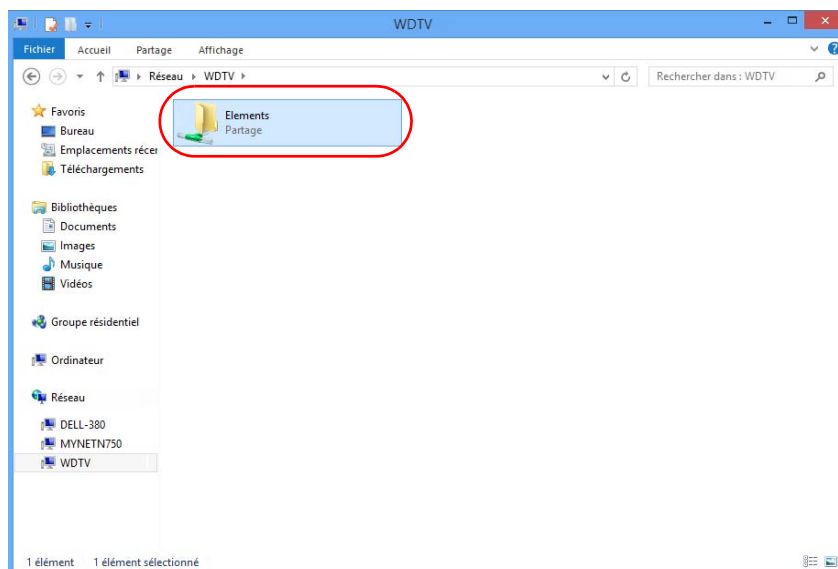 WDTV
Fichier Accueil Partage Affichage
Réseau WDTV Rechercher dans : WDTV
Favoris
Bureau
Emplacements récer
Téléchargements
Bibliothèques
Documents
Images
Musique
Vidéos
Groupe résidentiel
Ordinateur
Réseau
DELL-380
MYNETN750
WDTV
Elements
Partage
1 élément 1 élément sélectionné